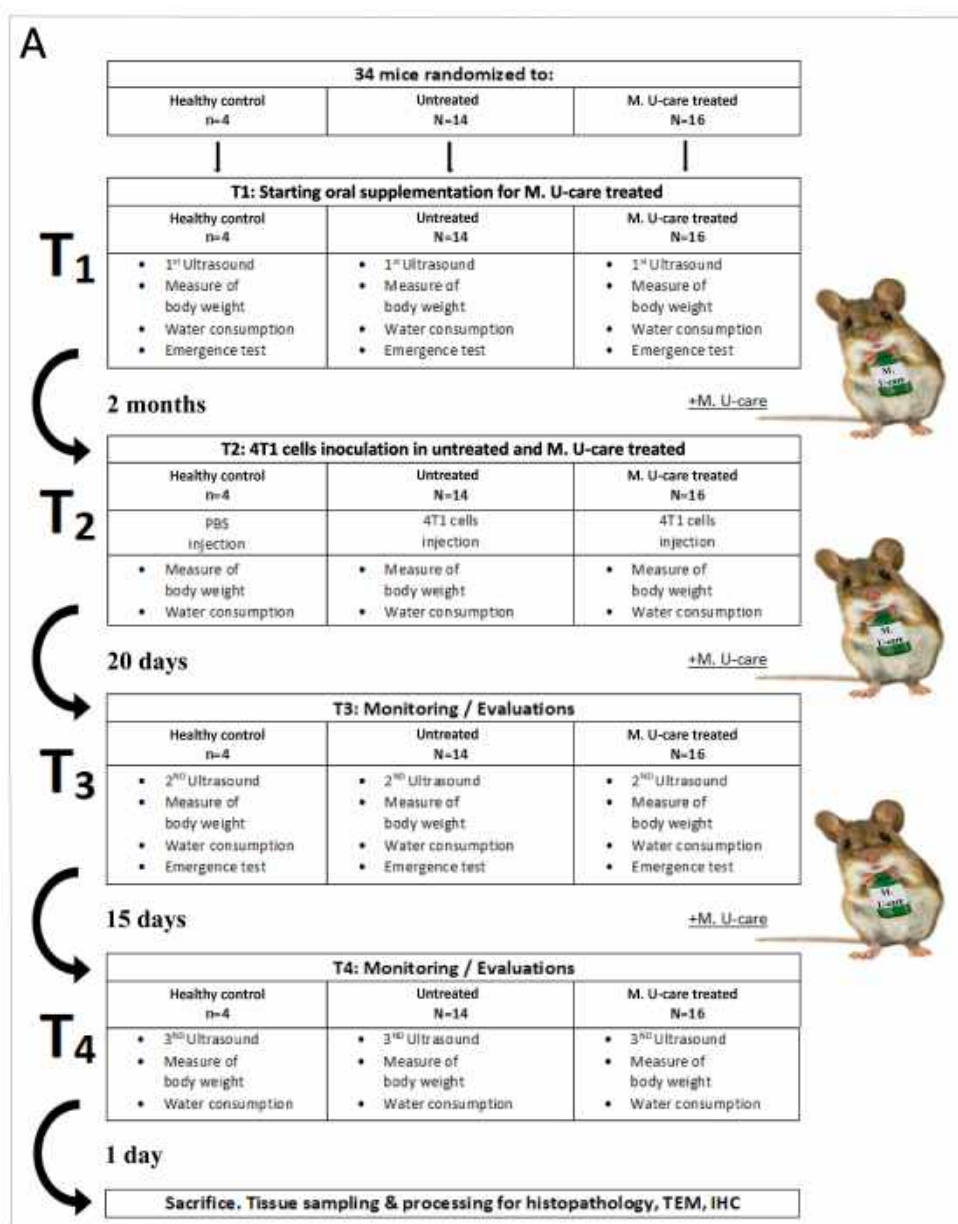 A
34 mice randomized to:
Healthy control
n=4
Untreated
N=14
M. U-care treated
N=16
T1: Starting oral supplementation for M. U-care treated
T1
Healthy control
n=4
Untreated
N=14
M. U-care treated
N=16
• 1st Ultrasound
• Measure of
body weight
• Water consumption
• Emergence test
• 1st Ultrasound
• Measure of
body weight
• Water consumption
• Emergence test
• 1st Ultrasound
• Measure of
body weight
• Water consumption
• Emergence test
M.
U-care
2 months
+M. U-care
T2: 4T1 cells inoculation in untreated and M. U-care treated
T2
Healthy control
n=4
Untreated
N=14
M. U-care treated
N=16
PBS
injection
4T1 cells
injection
4T1 cells
injection
• Measure of
body weight
• Water consumption
• Measure of
body weight
• Water consumption
• Measure of
body weight
• Water consumption
M.
U-care
20 days
+M. U-care
T3: Monitoring / Evaluations
T3
Healthy control
n=4
Untreated
N=14
M. U-care treated
N=16
• 2ND Ultrasound
• Measure of
body weight
• Water consumption
• Emergence test
• 2ND Ultrasound
• Measure of
body weight
• Water consumption
• Emergence test
• 2ND Ultrasound
• Measure of
body weight
• Water consumption
• Emergence test
M.
U-care
15 days
+M. U-care
T4: Monitoring / Evaluations
T4
Healthy control
n=4
Untreated
N=14
M. U-care treated
N=16
• 3ND Ultrasound
• Measure of
body weight
• Water consumption
• 3ND Ultrasound
• Measure of
body weight
• Water consumption
• 3ND Ultrasound
• Measure of
body weight
• Water consumption
1 day
Sacrifice. Tissue sampling & processing for histopathology, TEM, IHC